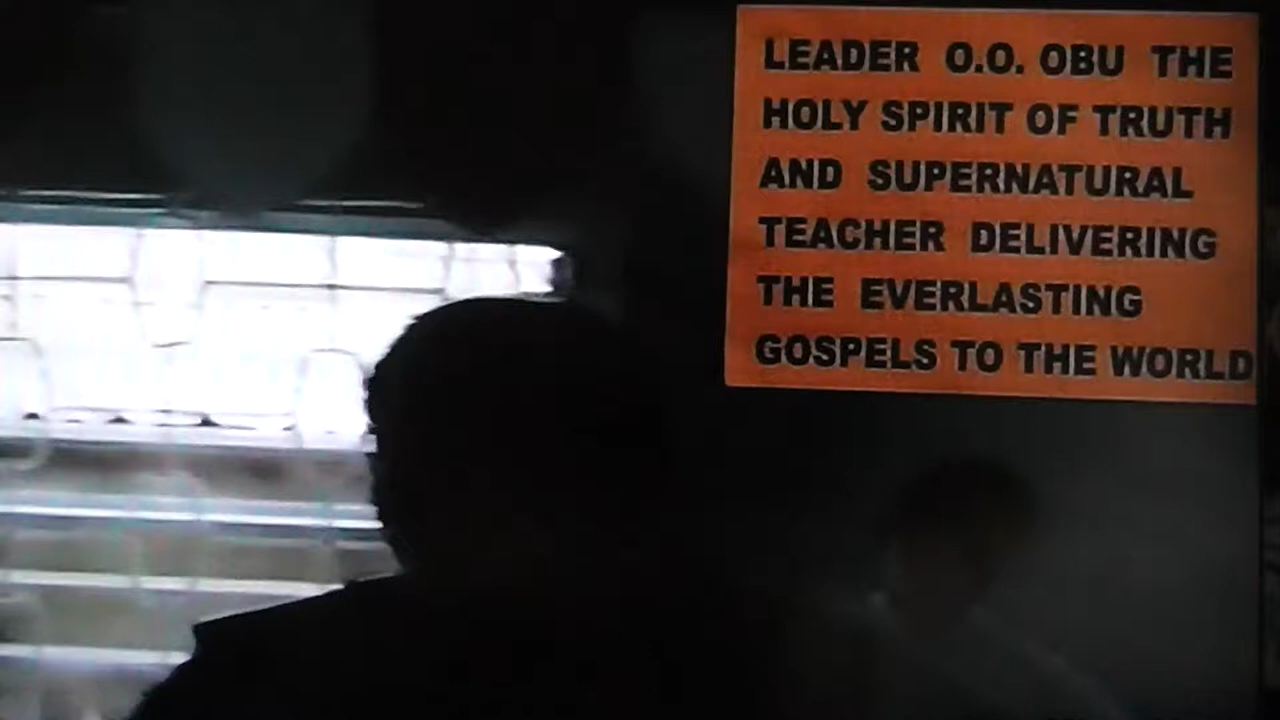 LEADER O.O. OBU THE
HOLY SPIRIT OF TRUTH
AND SUPERNATURAL
TEACHER DELIVERING
THE EVERLASTING
GOSPELS TO THE WORLD